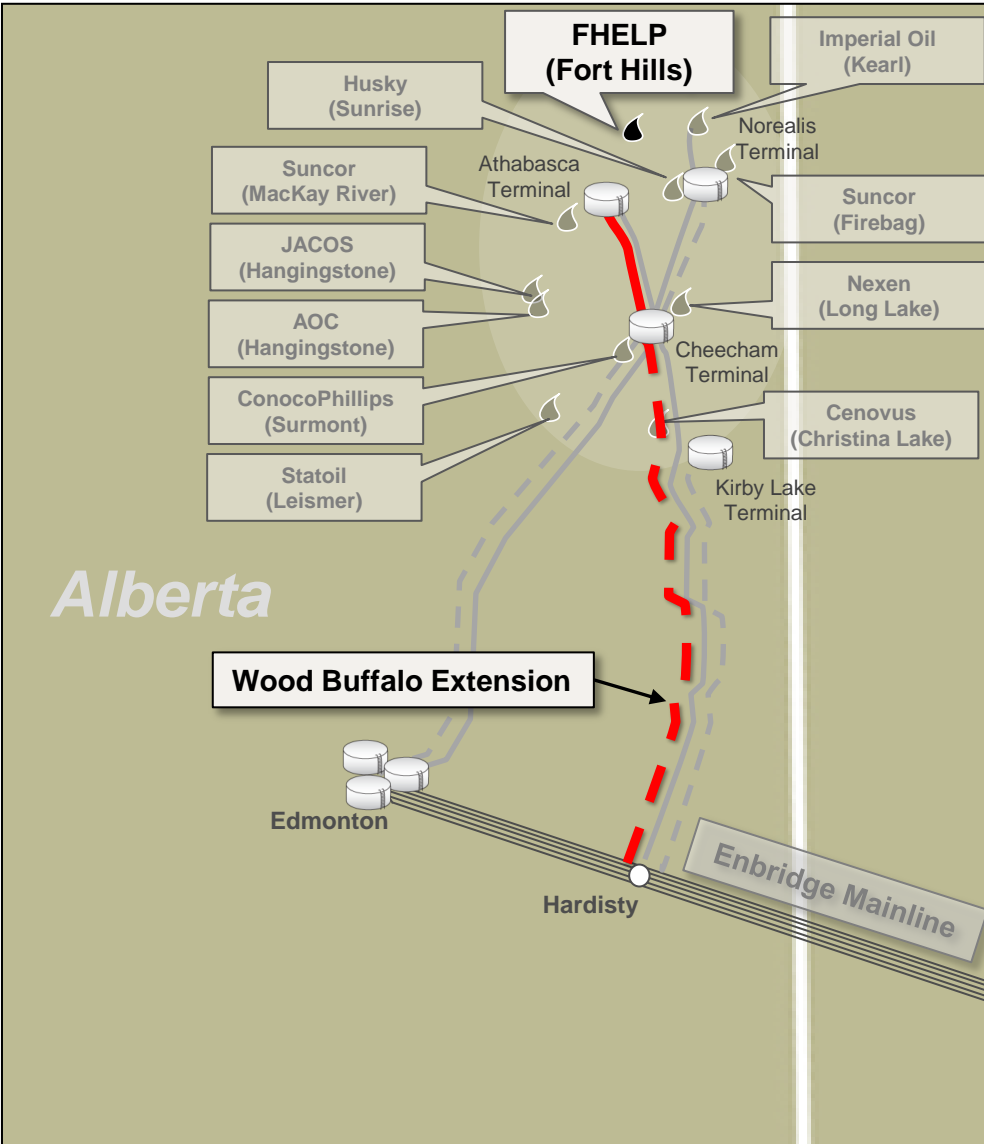 FHELP
(Fort Hills)
Imperial Oil
(Kearl)
Husky
(Sunrise)
Norealis
Terminal
Athabasca
Terminal
Suncor
(MacKay River)
Suncor
(Firebag)
JACOS
(Hangingstone)
Nexen
(Long Lake)
AOC
(Hangingstone)
Cheecham
Terminal
ConocoPhillips
(Surmont)
Cenovus
(Christina Lake)
Statoil
(Leismer)
Kirby Lake
Terminal
Alberta
Wood Buffalo Extension
Edmonton
Enbridge Mainline
Hardisty